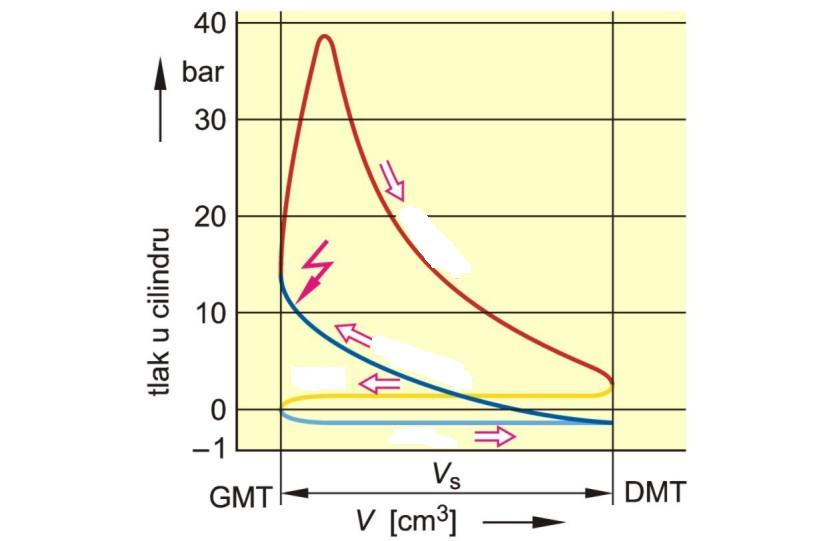 40
bar
30
20
10
0
–1
tlak u cilindru
GMT
Vs
DMT
V [cm³]